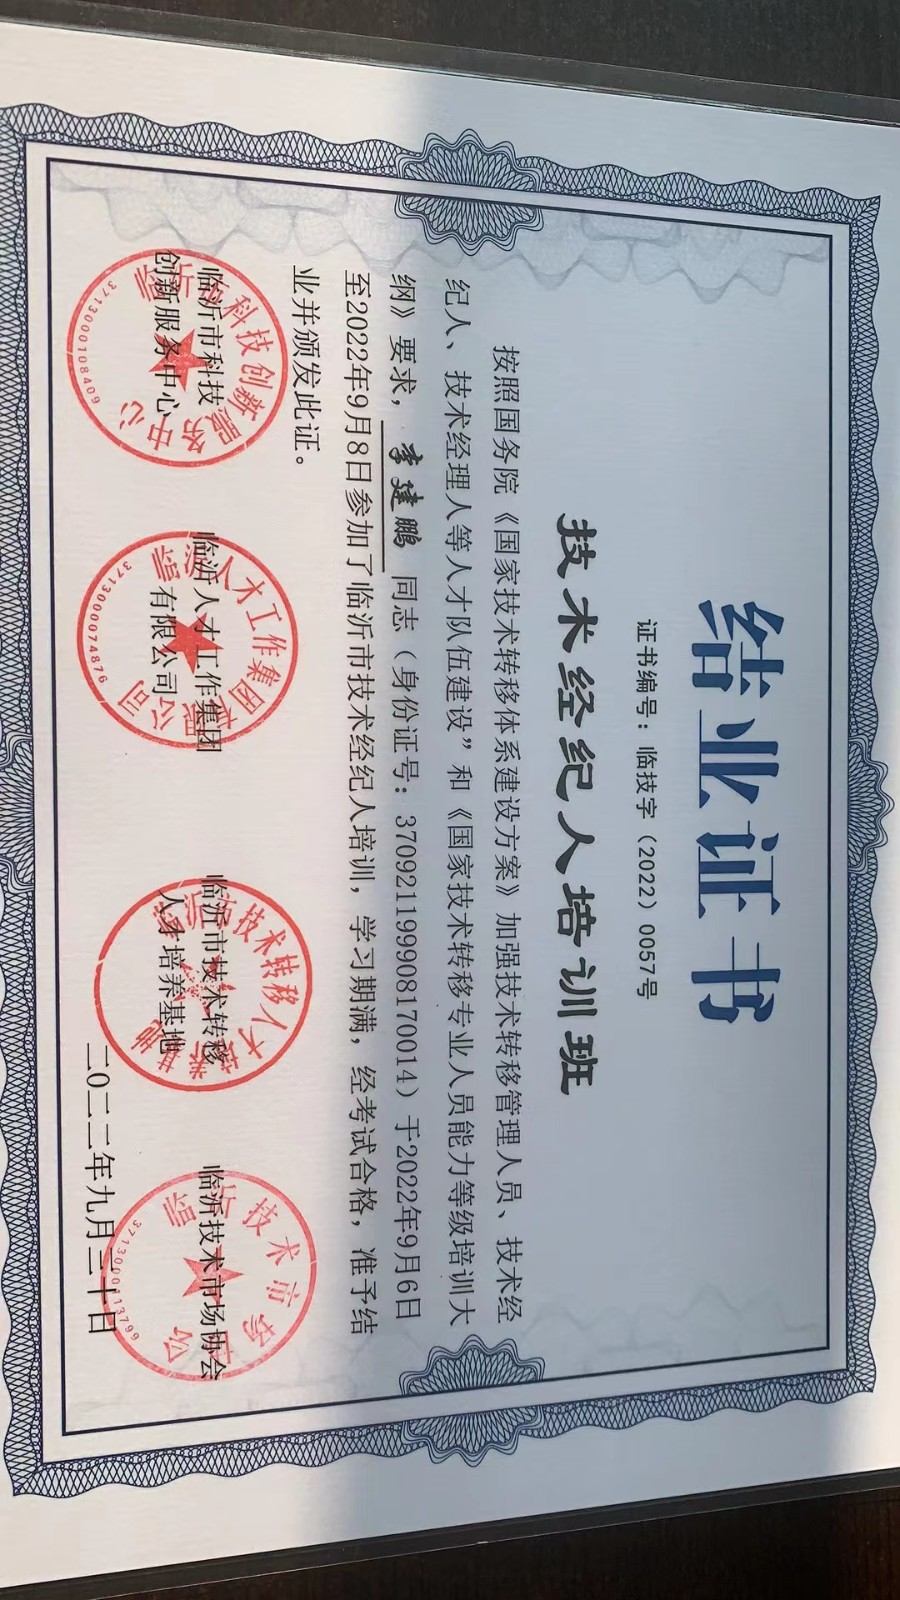 结业证书
证书编号：临技字（2022）0057号
技术经纪人培训班
按照国务院《国家技术转移体系建设方案》加强技术转移管理人员、技术经
纪人、技术经理人等人才队伍建设”和《国家技术转移专业人员能力等级培训大
纲》要求，李建鹏 同志（身份证号：370921199908170014）于2022年9月6日
至2022年9月8日参加了临沂市技术经纪人培训，学习期满，经考试合格，准予结
业并颁发此证。
临沂市科技
创新服务中心
3713000108409
临沂人才工作集团
有限公司
3713000074876
临沂市技术转移
人才培养基地
临沂技术市场协会
3713000113799
二〇二二年九月三十日